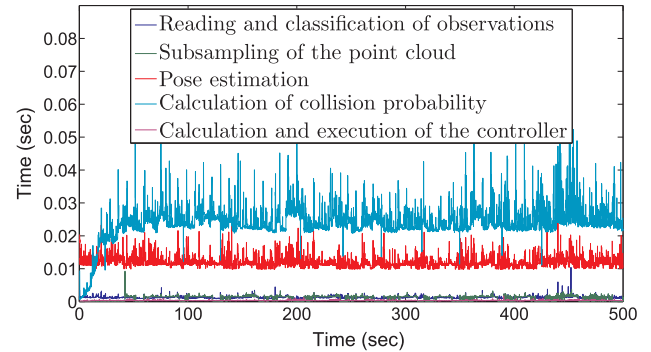 Reading and classification of observations
Subsampling of the point cloud
Pose estimation
Calculation of collision probability
Calculation and execution of the controller
0.08
0.07
0.06
0.05
0.04
0.03
0.02
0.01
0
Time (sec)
0 100 200 300 400 500
Time (sec)